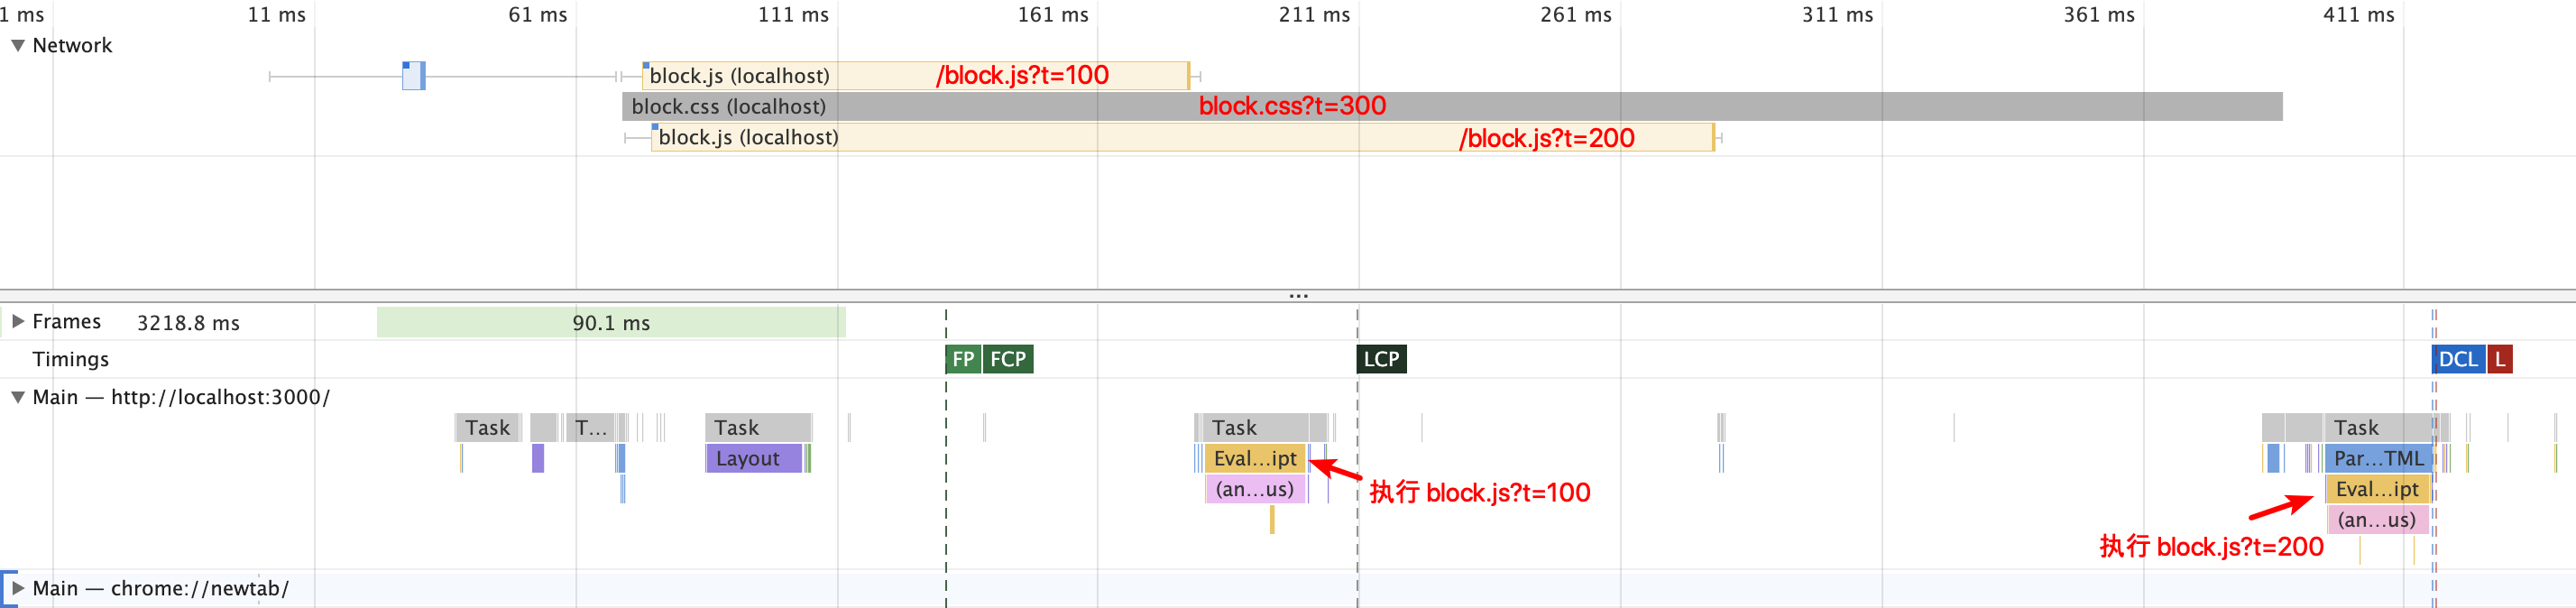 1 ms 11 ms 61 ms 111 ms 161 ms 211 ms 261 ms 311 ms 361 ms 411 ms
Network
block.js (localhost) /block.js?t=100
block.css (localhost) block.css?t=300
block.js (localhost) /block.js?t=200
...
Frames 3218.8 ms 90.1 ms
Timings FP FCP LCP DCL L
Main — http://localhost:3000/
Task T... Task Task Task
Layout Eval...ipt Par...TML
(an...us) 执行 block.js?t=100 Eval...ipt
(an...us)
执行 block.js?t=200
Main — chrome://newtab/